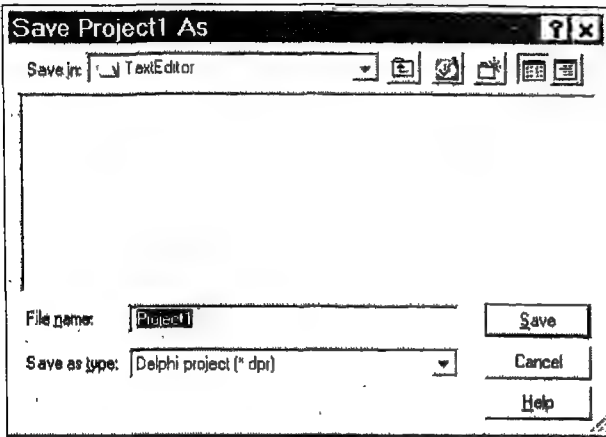 Save Project1 As
Save in: TextEditor
File name: Project1 Save
Save as type: Delphi project (*.dpr) Cancel
Help